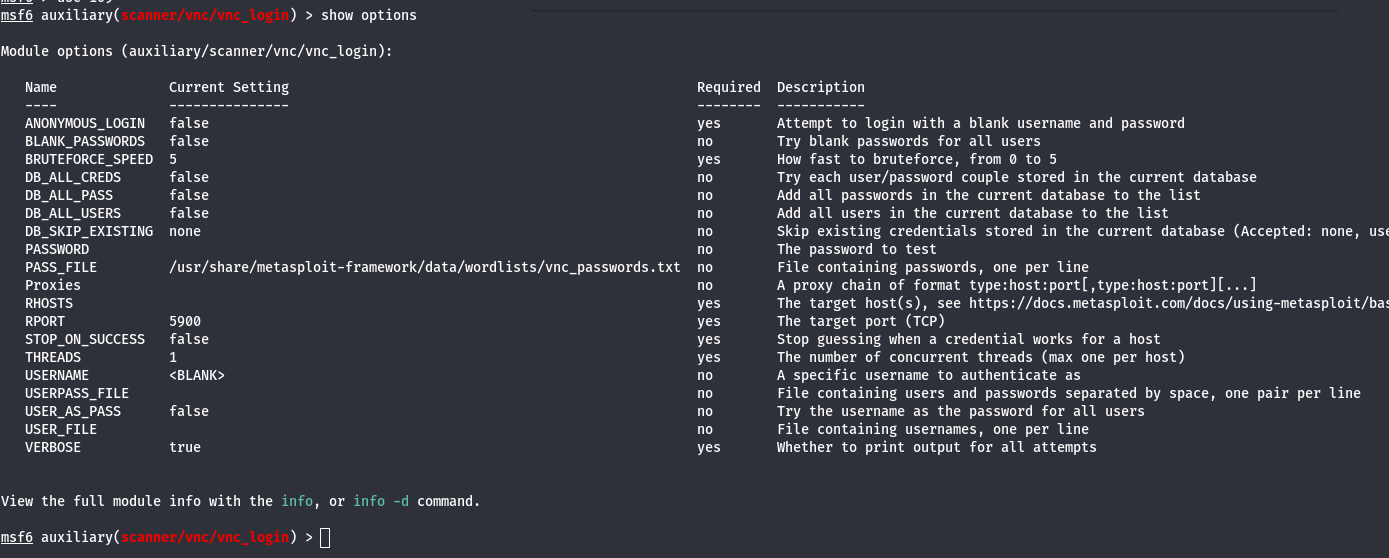 msf6 auxiliary(scanner/vnc/vnc_login) > show options
Module options (auxiliary/scanner/vnc/vnc_login):
Name Current Setting Required Description
---- --------------- -------- -----------
ANONYMOUS_LOGIN false yes Attempt to login with a blank username and password
BLANK_PASSWORDS false no Try blank passwords for all users
BRUTEFORCE_SPEED 5 yes How fast to bruteforce, from 0 to 5
DB_ALL_CREDS false no Try each user/password couple stored in the current database
DB_ALL_PASS false no Add all passwords in the current database to the list
DB_ALL_USERS false no Add all users in the current database to the list
DB_SKIP_EXISTING none no Skip existing credentials stored in the current database (Accepted: none, use
PASSWORD no The password to test
PASS_FILE /usr/share/metasploit-framework/data/wordlists/vnc_passwords.txt no File containing passwords, one per line
Proxies no A proxy chain of format type:host:port[,type:host:port][...]
RHOSTS yes The target host(s), see https://docs.metasploit.com/docs/using-metasploit/bas
RPORT 5900 yes The target port (TCP)
STOP_ON_SUCCESS false yes Stop guessing when a credential works for a host
THREADS 1 yes The number of concurrent threads (max one per host)
USERNAME <BLANK> no A specific username to authenticate as
USERPASS_FILE no File containing users and passwords separated by space, one pair per line
USER_AS_PASS false no Try the username as the password for all users
USER_FILE no File containing usernames, one per line
VERBOSE true yes Whether to print output for all attempts
View the full module info with the info, or info -d command.
msf6 auxiliary(scanner/vnc/vnc_login) >